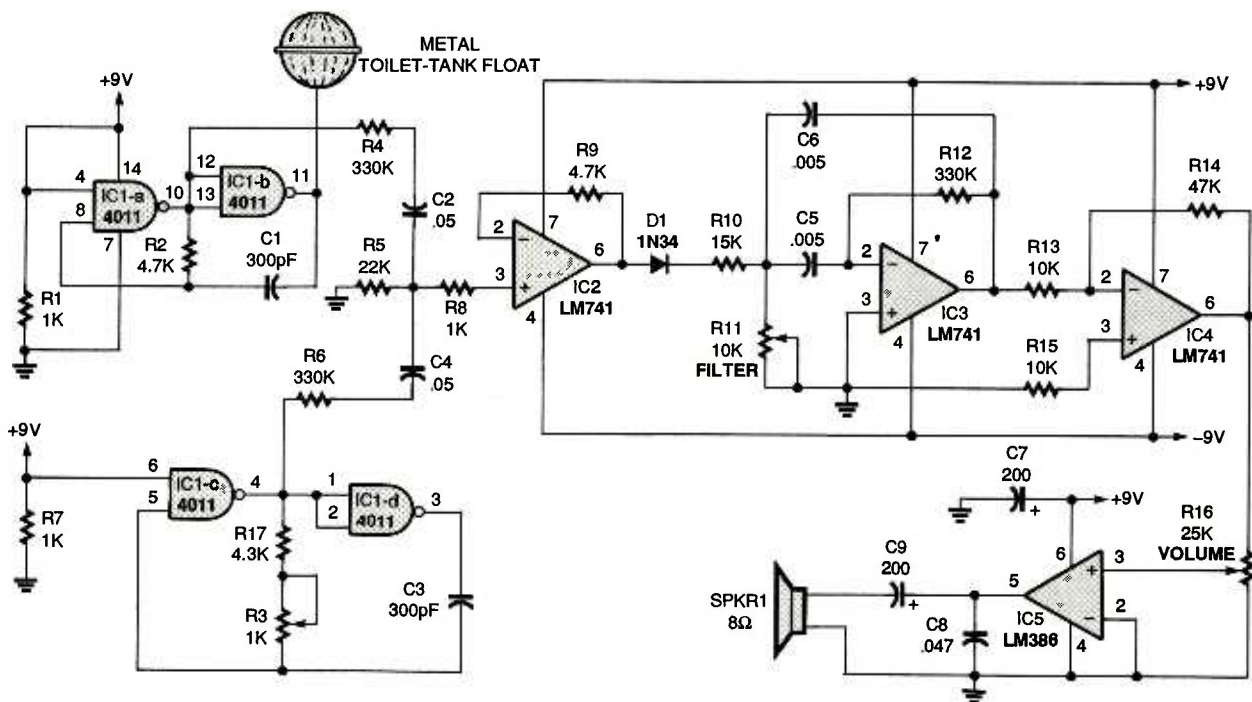 METAL
TOILET-TANK FLOAT
+9V
14
4
8
IC1-a
4011
7
10
12
13
IC1-b
4011
11
R1
1K
R2
4.7K
C1
300pF
R4
330K
C2
.05
R5
22K
R8
1K
C4
.05
R6
330K
R9
4.7K
2
3
7
6
4
−
+
IC2
LM741
D1
1N34
R10
15K
C6
.005
C5
.005
R12
330K
R11
10K
FILTER
2
3
7
6
4
−
+
IC3
LM741
R13
10K
R15
10K
+9V
R14
47K
2
3
7
6
4
−
+
IC4
LM741
−9V
+9V
R7
1K
6
5
IC1-c
4011
4
1
2
IC1-d
4011
3
R17
4.3K
R3
1K
C3
300pF
C7
200
+
+9V
R16
25K
VOLUME
SPKR1
8Ω
C9
200
+
C8
.047
5
6
3
2
4
+
−
IC5
LM386